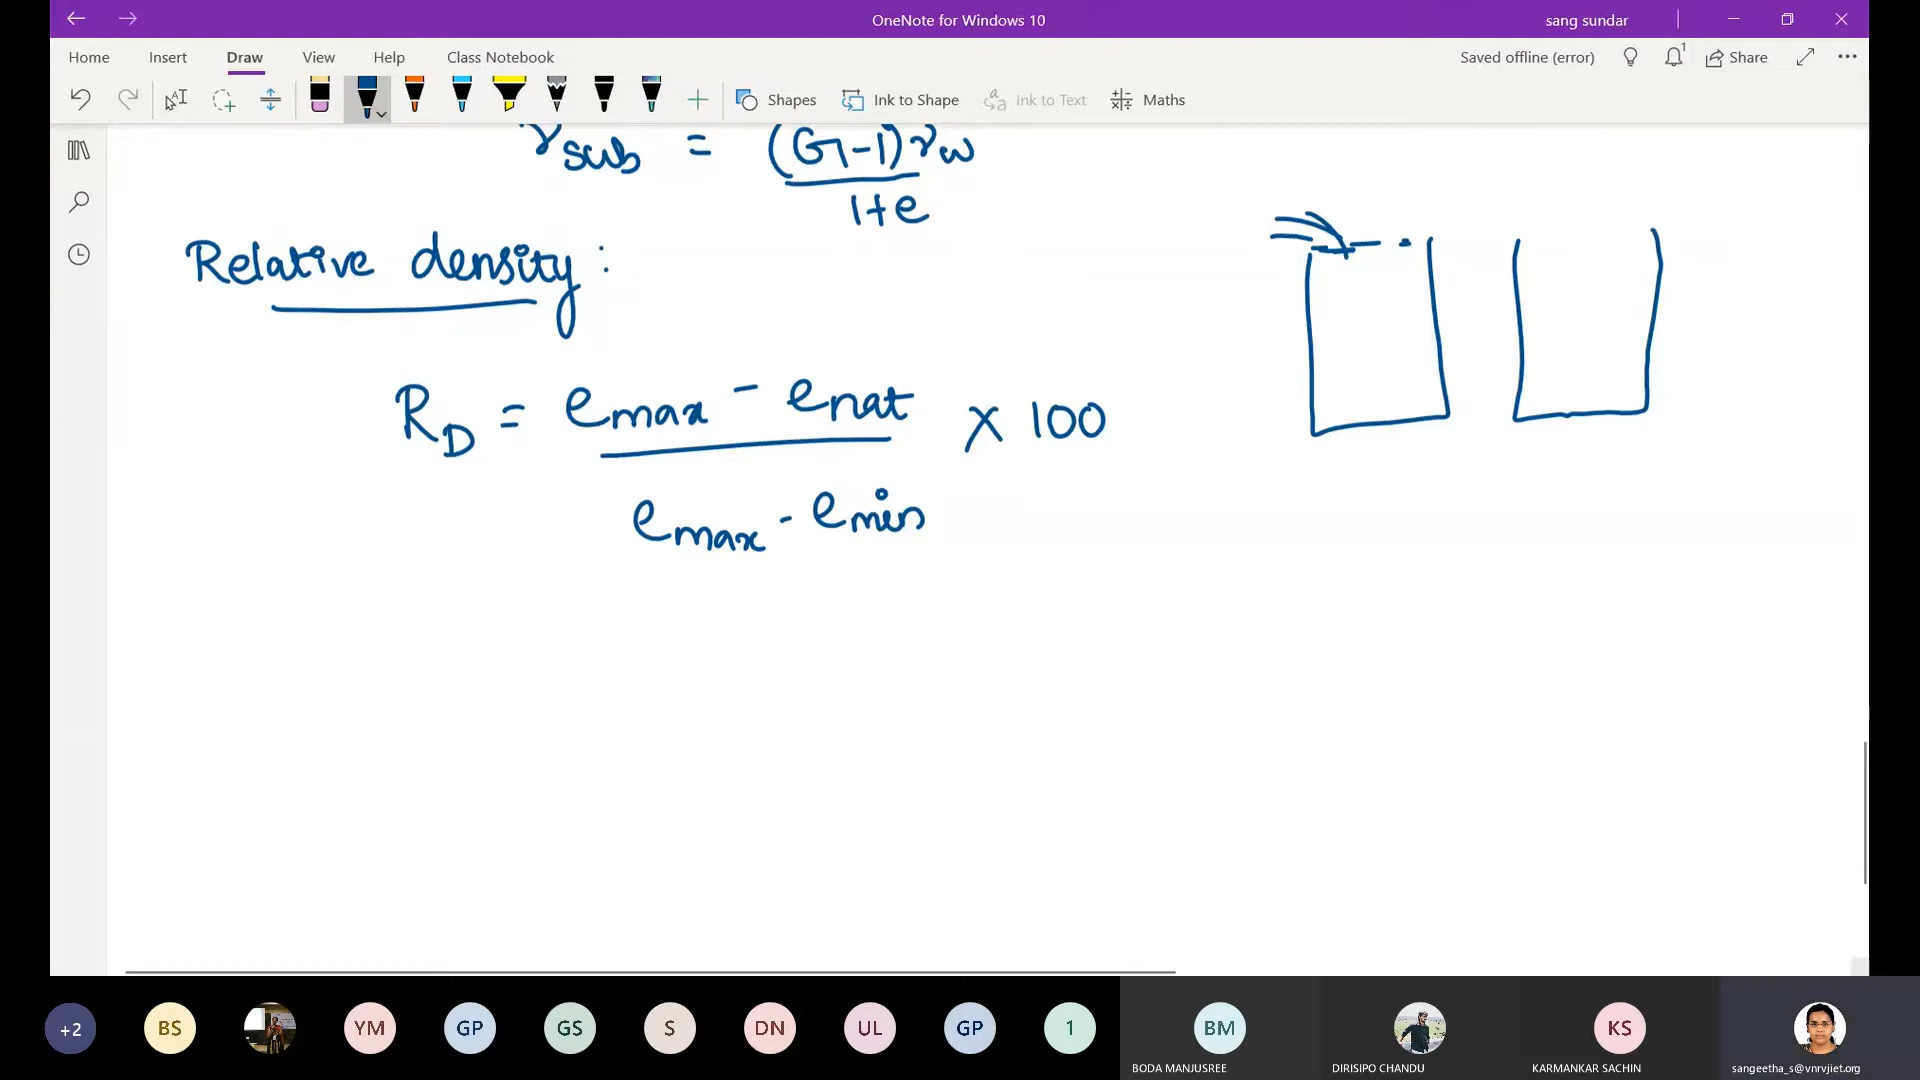 OneNote for Windows 10
sang sundar
Home Insert Draw View Help Class Notebook
Saved offline (error)
1
Share
Shapes Ink to Shape Ink to Text Maths
γsub = (G-1)γw
1+e
Relative density :
RD = emax - enat × 100
emax - emin
+2 BS YM GP GS S DN UL GP 1 BM KS
BODA MANJUSREE DIRISIPO CHANDU KARMANKAR SACHIN sangeetha_s@vnrvjiet.org